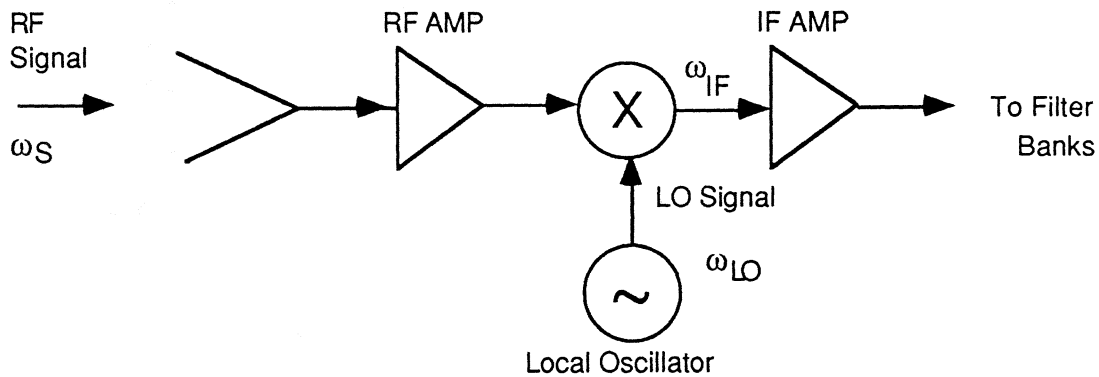 RF
Signal
ωS
RF AMP
X
ωIF
IF AMP
To Filter
Banks
LO Signal
ωLO
~
Local Oscillator